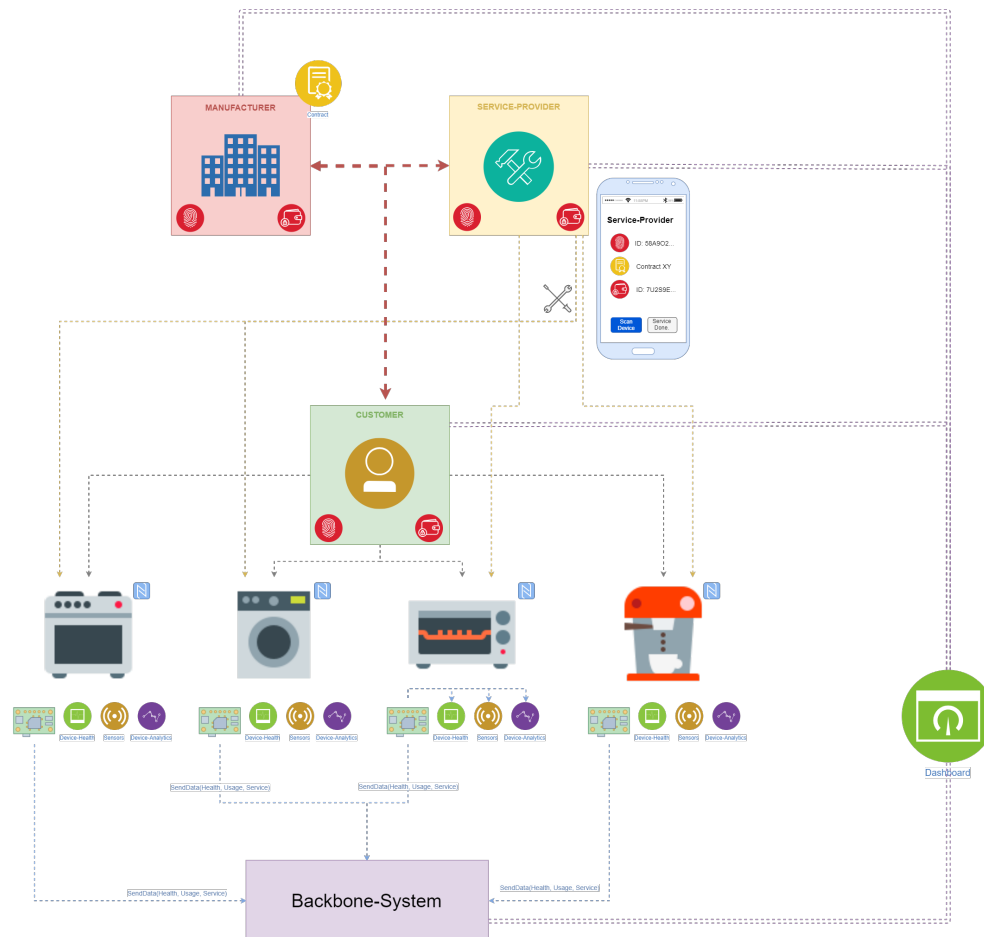 MANUFACTURER
Contract
SERVICE-PROVIDER
Service-Provider
ID: 58A9O2...
Contract XY
ID: 7U2S9E...
Scan
Device
Service
Done.
CUSTOMER
Device-Health
Sensors
Device-Analytics
Device-Health
Sensors
Device-Analytics
Device-Health
Sensors
Device-Analytics
Device-Health
Sensors
Device-Analytics
Dashboard
SendData(Health, Usage, Service)
SendData(Health, Usage, Service)
SendData(Health, Usage, Service)
SendData(Health, Usage, Service)
Backbone-System